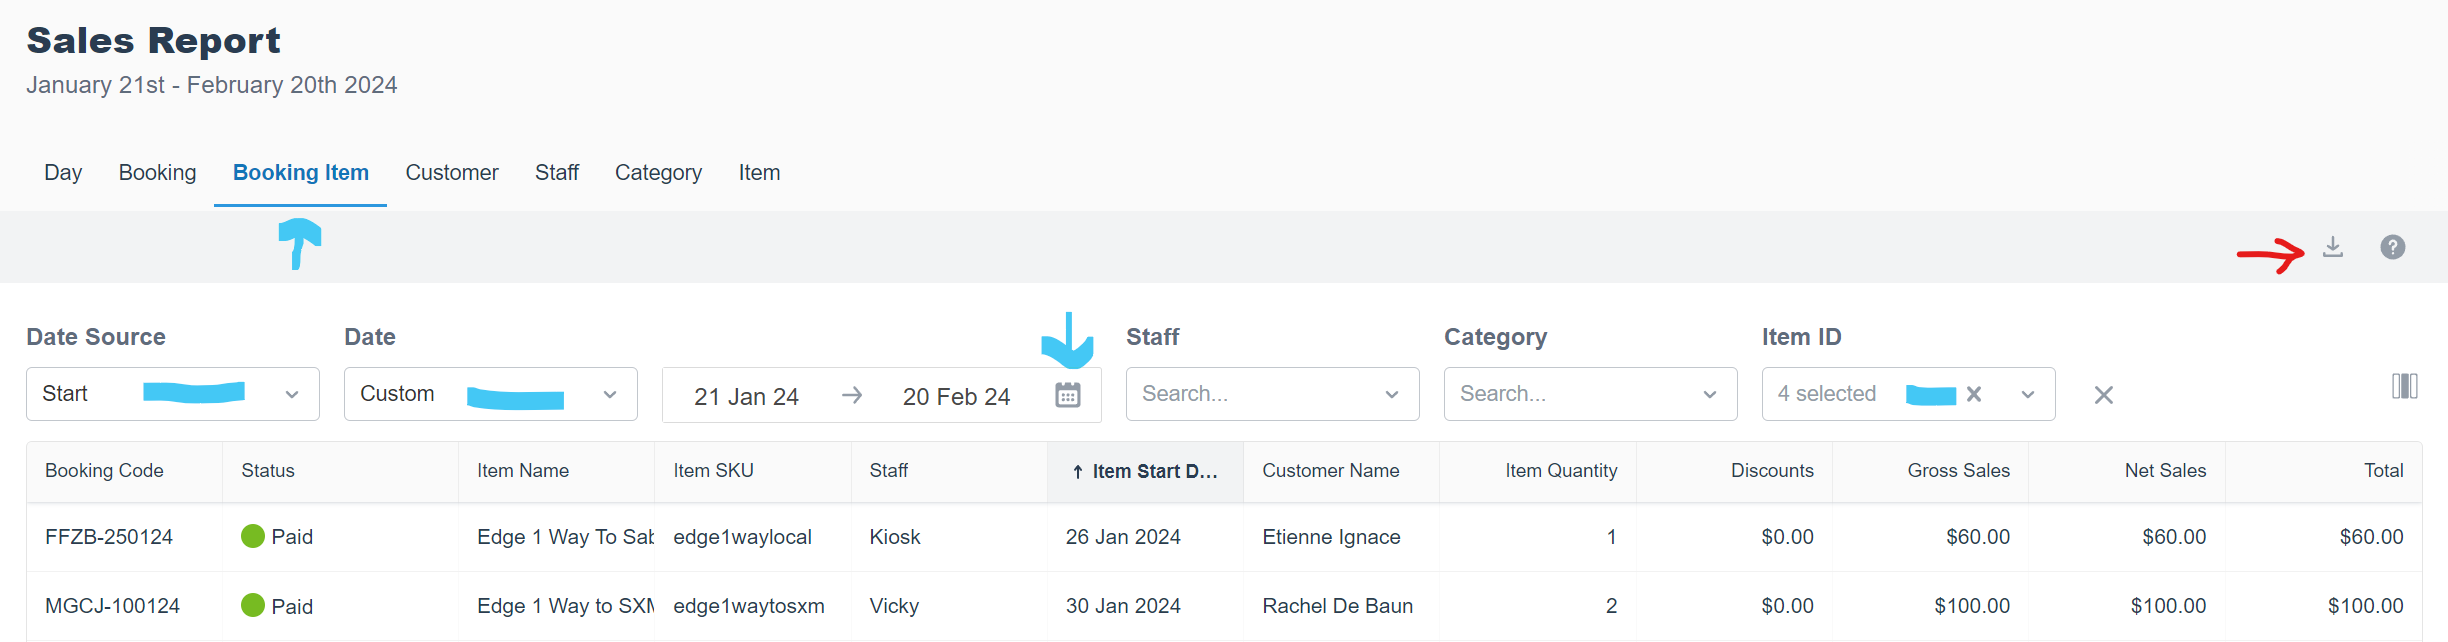 Sales Report
January 21st - February 20th 2024
Day Booking Booking Item Customer Staff Category Item
?
Date Source Date Staff Category Item ID
Start Custom 21 Jan 24 → 20 Feb 24 Search... Search... 4 selected
Booking Code Status Item Name Item SKU Staff ↑ Item Start D... Customer Name Item Quantity Discounts Gross Sales Net Sales Total
FFZB-250124 Paid Edge 1 Way To Sab edge1waylocal Kiosk 26 Jan 2024 Etienne Ignace 1 $0.00 $60.00 $60.00 $60.00
MGCJ-100124 Paid Edge 1 Way to SXM edge1waytosxm Vicky 30 Jan 2024 Rachel De Baun 2 $0.00 $100.00 $100.00 $100.00